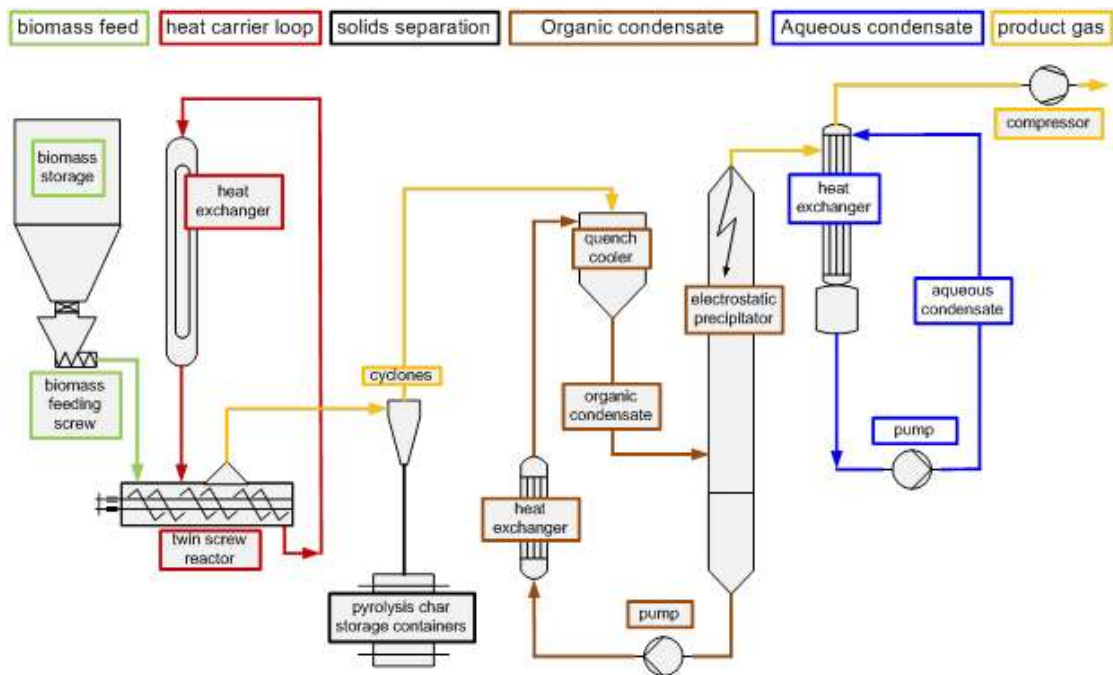 biomass feed
heat carrier loop
solids separation
Organic condensate
Aqueous condensate
product gas
biomass
storage
heat
exchanger
biomass
feeding
screw
twin screw
reactor
cyclones
pyrolysis char
storage containers
quench
cooler
organic
condensate
heat
exchanger
pump
electrostatic
precipitator
heat
exchanger
aqueous
condensate
pump
compressor